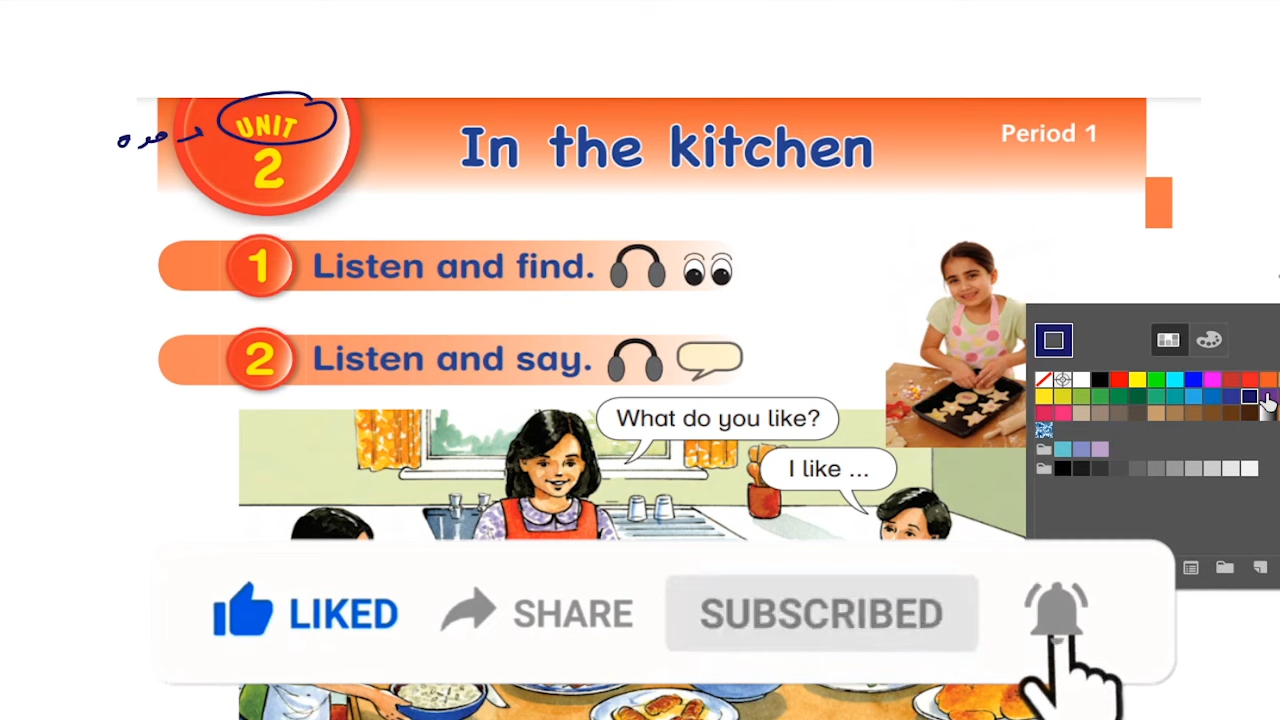 UNIT
2
وحده
In the kitchen
Period 1
1 Listen and find.
2 Listen and say.
What do you like?
I like ...
LIKED SHARE SUBSCRIBED